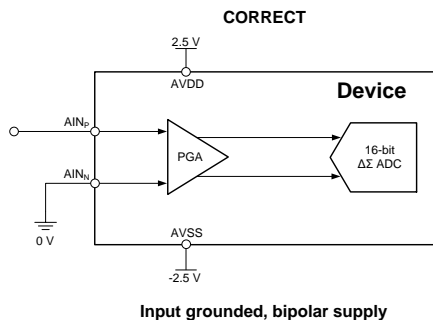 CORRECT
2.5 V
AVDD
Device
AINP
PGA
16-bit
ΔΣ ADC
AINN
0 V
AVSS
-2.5 V
Input grounded, bipolar supply